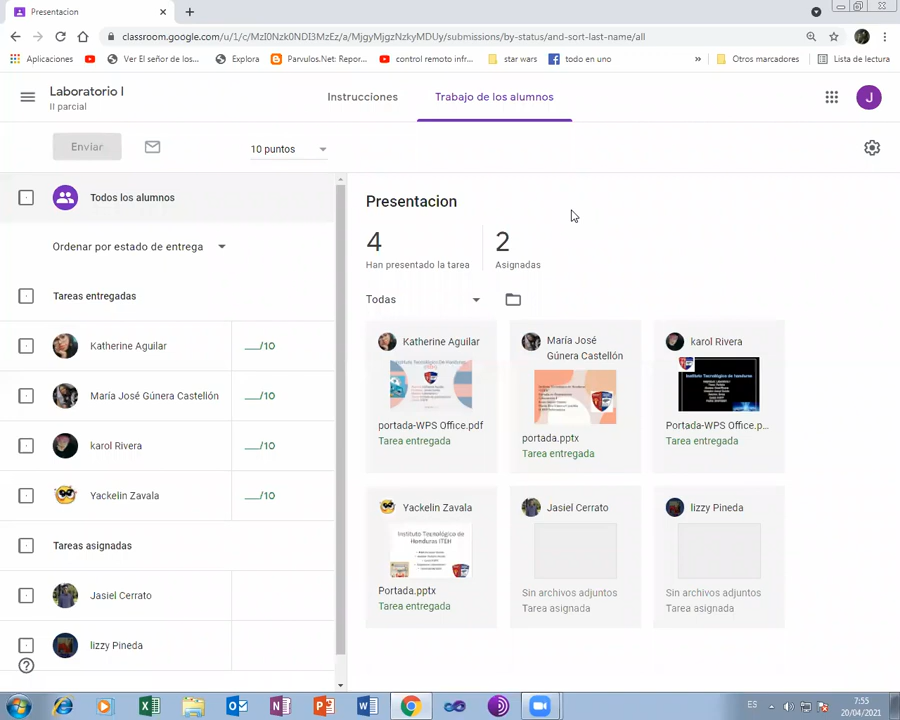 Presentacion
classroom.google.com/u/1/c/MzI0Nzk0NDI3MzEz/a/MjgyMjgzNzkyMDUy/submissions/by-status/and-sort-last-name/all
Aplicaciones
Ver El señor de los...
Explora
Parvulos.Net: Repor...
control remoto infr...
star wars
todo en uno
»
Otros marcadores
Lista de lectura
Laboratorio I
II parcial
Instrucciones
Trabajo de los alumnos
J
Enviar
10 puntos
Todos los alumnos
Ordenar por estado de entrega
Tareas entregadas
Katherine Aguilar
__/10
María José Gúnera Castellón
__/10
karol Rivera
__/10
Yackelin Zavala
__/10
Tareas asignadas
Jasiel Cerrato
lizzy Pineda
Presentacion
4
Han presentado la tarea
2
Asignadas
Todas
Katherine Aguilar
portada-WPS Office.pdf
Tarea entregada
María José
Gúnera Castellón
portada.pptx
Tarea entregada
karol Rivera
Instituto Tecnológico de honduras
Portada-WPS Office.p...
Tarea entregada
Yackelin Zavala
Instituto Tecnológico de
Honduras ITEH
Portada.pptx
Tarea entregada
Jasiel Cerrato
Sin archivos adjuntos
Tarea asignada
lizzy Pineda
Sin archivos adjuntos
Tarea asignada
ES
7:55
20/04/2021